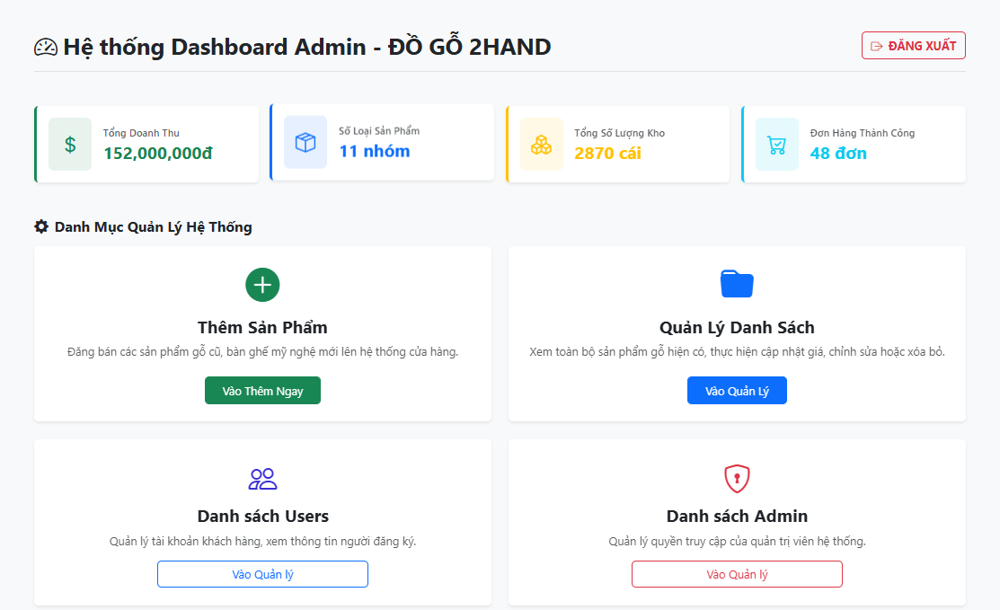 Hệ thống Dashboard Admin - ĐỒ GỖ 2HAND
ĐĂNG XUẤT
$
Tổng Doanh Thu
152,000,000đ
Số Loại Sản Phẩm
11 nhóm
Tổng Số Lượng Kho
2870 cái
Đơn Hàng Thành Công
48 đơn
Danh Mục Quản Lý Hệ Thống
Thêm Sản Phẩm
Đăng bán các sản phẩm gỗ cũ, bàn ghế mỹ nghệ mới lên hệ thống cửa hàng.
Vào Thêm Ngay
Quản Lý Danh Sách
Xem toàn bộ sản phẩm gỗ hiện có, thực hiện cập nhật giá, chỉnh sửa hoặc xóa bỏ.
Vào Quản Lý
Danh sách Users
Quản lý tài khoản khách hàng, xem thông tin người đăng ký.
Vào Quản lý
Danh sách Admin
Quản lý quyền truy cập của quản trị viên hệ thống.
Vào Quản lý